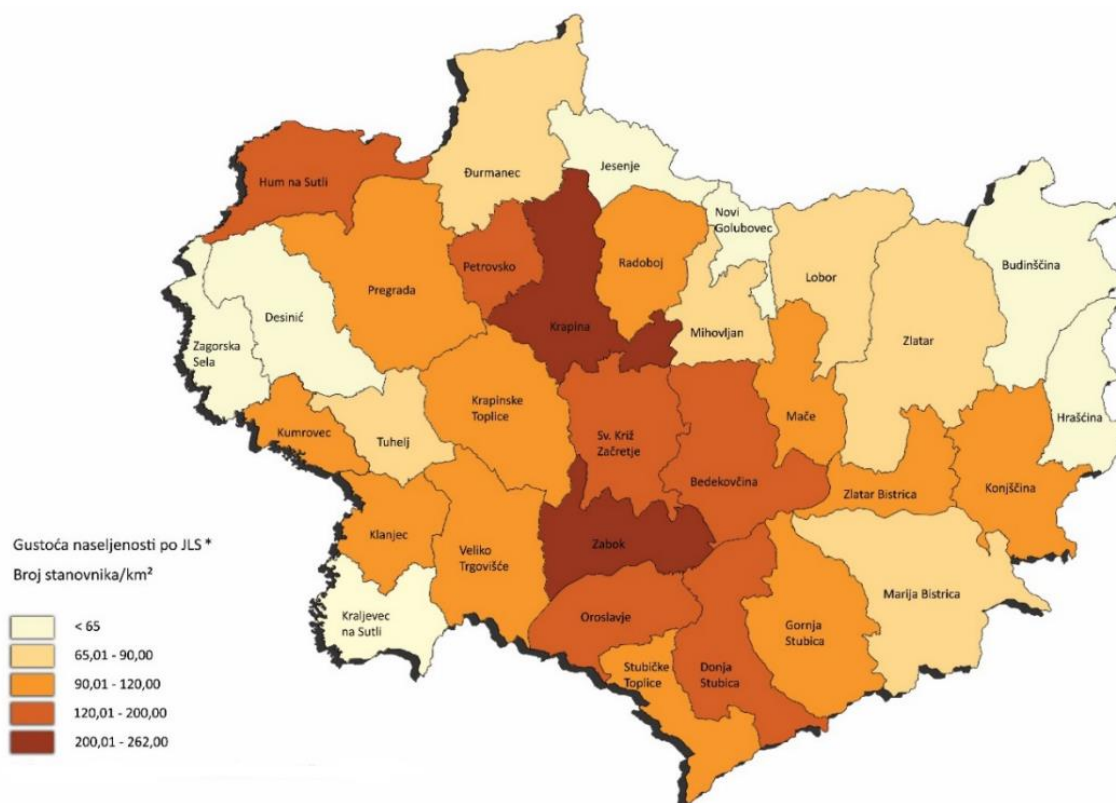 Hum na Sutli
Đurmanec
Jesenje
Novi
Golubovec
Petrovsko
Radoboj
Lobor
Budinščina
Pregrada
Desinić
Krapina
Mihovljan
Zlatar
Zagorska
Sela
Krapinske
Toplice
Mače
Hrašćina
Kumrovec
Tuhelj
Sv. Križ
Začretje
Bedekovčina
Zlatar Bistrica
Konjščina
Klanjec
Veliko
Trgovišće
Zabok
Marija Bistrica
Kraljevec
na Sutli
Oroslavje
Gornja
Stubica
Stubičke
Toplice
Donja
Stubica
Gustoća naseljenosti po JLS *
Broj stanovnika/km²
< 65
65,01 - 90,00
90,01 - 120,00
120,01 - 200,00
200,01 - 262,00